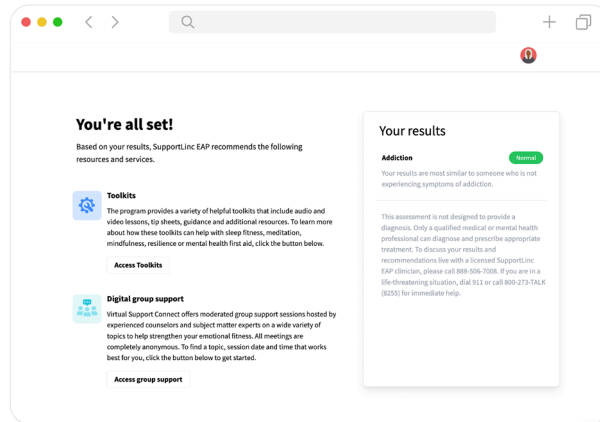 You're all set!
Based on your results, SupportLinc EAP recommends the following
resources and services.
Toolkits
The program provides a variety of helpful toolkits that include audio and
video lessons, tip sheets, guidance and additional resources. To learn more
about how these toolkits can help with sleep fitness, meditation,
mindfulness, resilience or mental health first aid, click the button below.
Access Toolkits
Digital group support
Virtual Support Connect offers moderated group support sessions hosted by
experienced counselors and subject matter experts on a wide variety of
topics to help strengthen your emotional fitness. All meetings are
completely anonymous. To find a topic, session date and time that works
best for you, click the button below to get started.
Access group support
Your results
Addiction
Normal
Your results are most similar to someone who is not
experiencing symptoms of addiction.
This assessment is not designed to provide a
diagnosis. Only a qualified medical or mental health
professional can diagnose and prescribe appropriate
treatment. To discuss your results and
recommendations live with a licensed SupportLinc
EAP clinician, please call 888-506-7008. If you are in a
life-threatening situation, dial 911 or call 800-273-TALK
(8255) for immediate help.